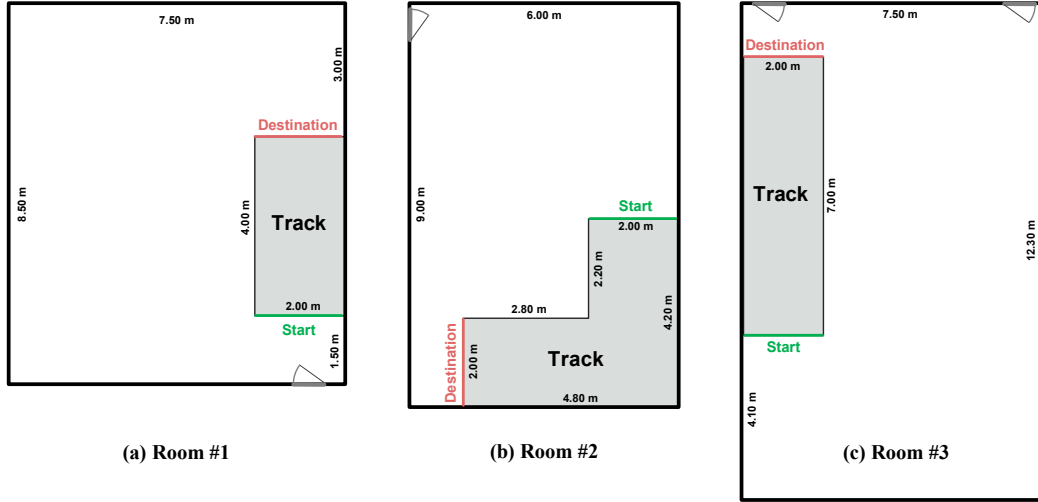 7.50 m
3.00 m
Destination
8.50 m
4.00 m
Track
2.00 m
Start
1.50 m
(a) Room #1
6.00 m
9.00 m
Start
2.00 m
2.20 m
2.80 m
4.20 m
Destination
2.00 m
Track
4.80 m
(b) Room #2
7.50 m
Destination
2.00 m
Track
7.00 m
12.30 m
Start
4.10 m
(c) Room #3